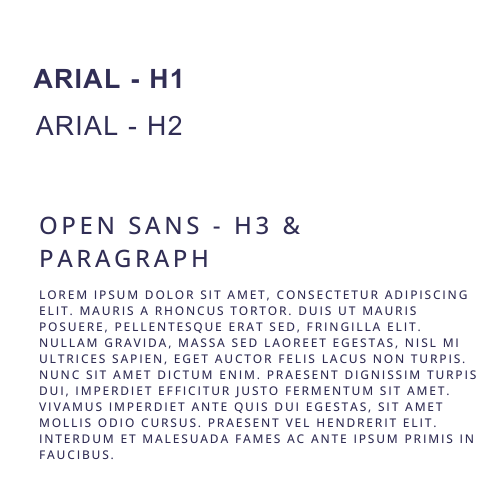 ARIAL - H1
ARIAL - H2
OPEN SANS - H3 &
PARAGRAPH
LOREM IPSUM DOLOR SIT AMET, CONSECTETUR ADIPISCING
ELIT. MAURIS A RHONCUS TORTOR. DUIS UT MAURIS
POSUERE, PELLENTESQUE ERAT SED, FRINGILLA ELIT.
NULLAM GRAVIDA, MASSA SED LAOREET EGESTAS, NISL MI
ULTRICES SAPIEN, EGET AUCTOR FELIS LACUS NON TURPIS.
NUNC SIT AMET DICTUM ENIM. PRAESENT DIGNISSIM TURPIS
DUI, IMPERDIET EFFICITUR JUSTO FERMENTUM SIT AMET.
VIVAMUS IMPERDIET ANTE QUIS DUI EGESTAS, SIT AMET
MOLLIS ODIO CURSUS. PRAESENT VEL HENDRERIT ELIT.
INTERDUM ET MALESUADA FAMES AC ANTE IPSUM PRIMIS IN
FAUCIBUS.